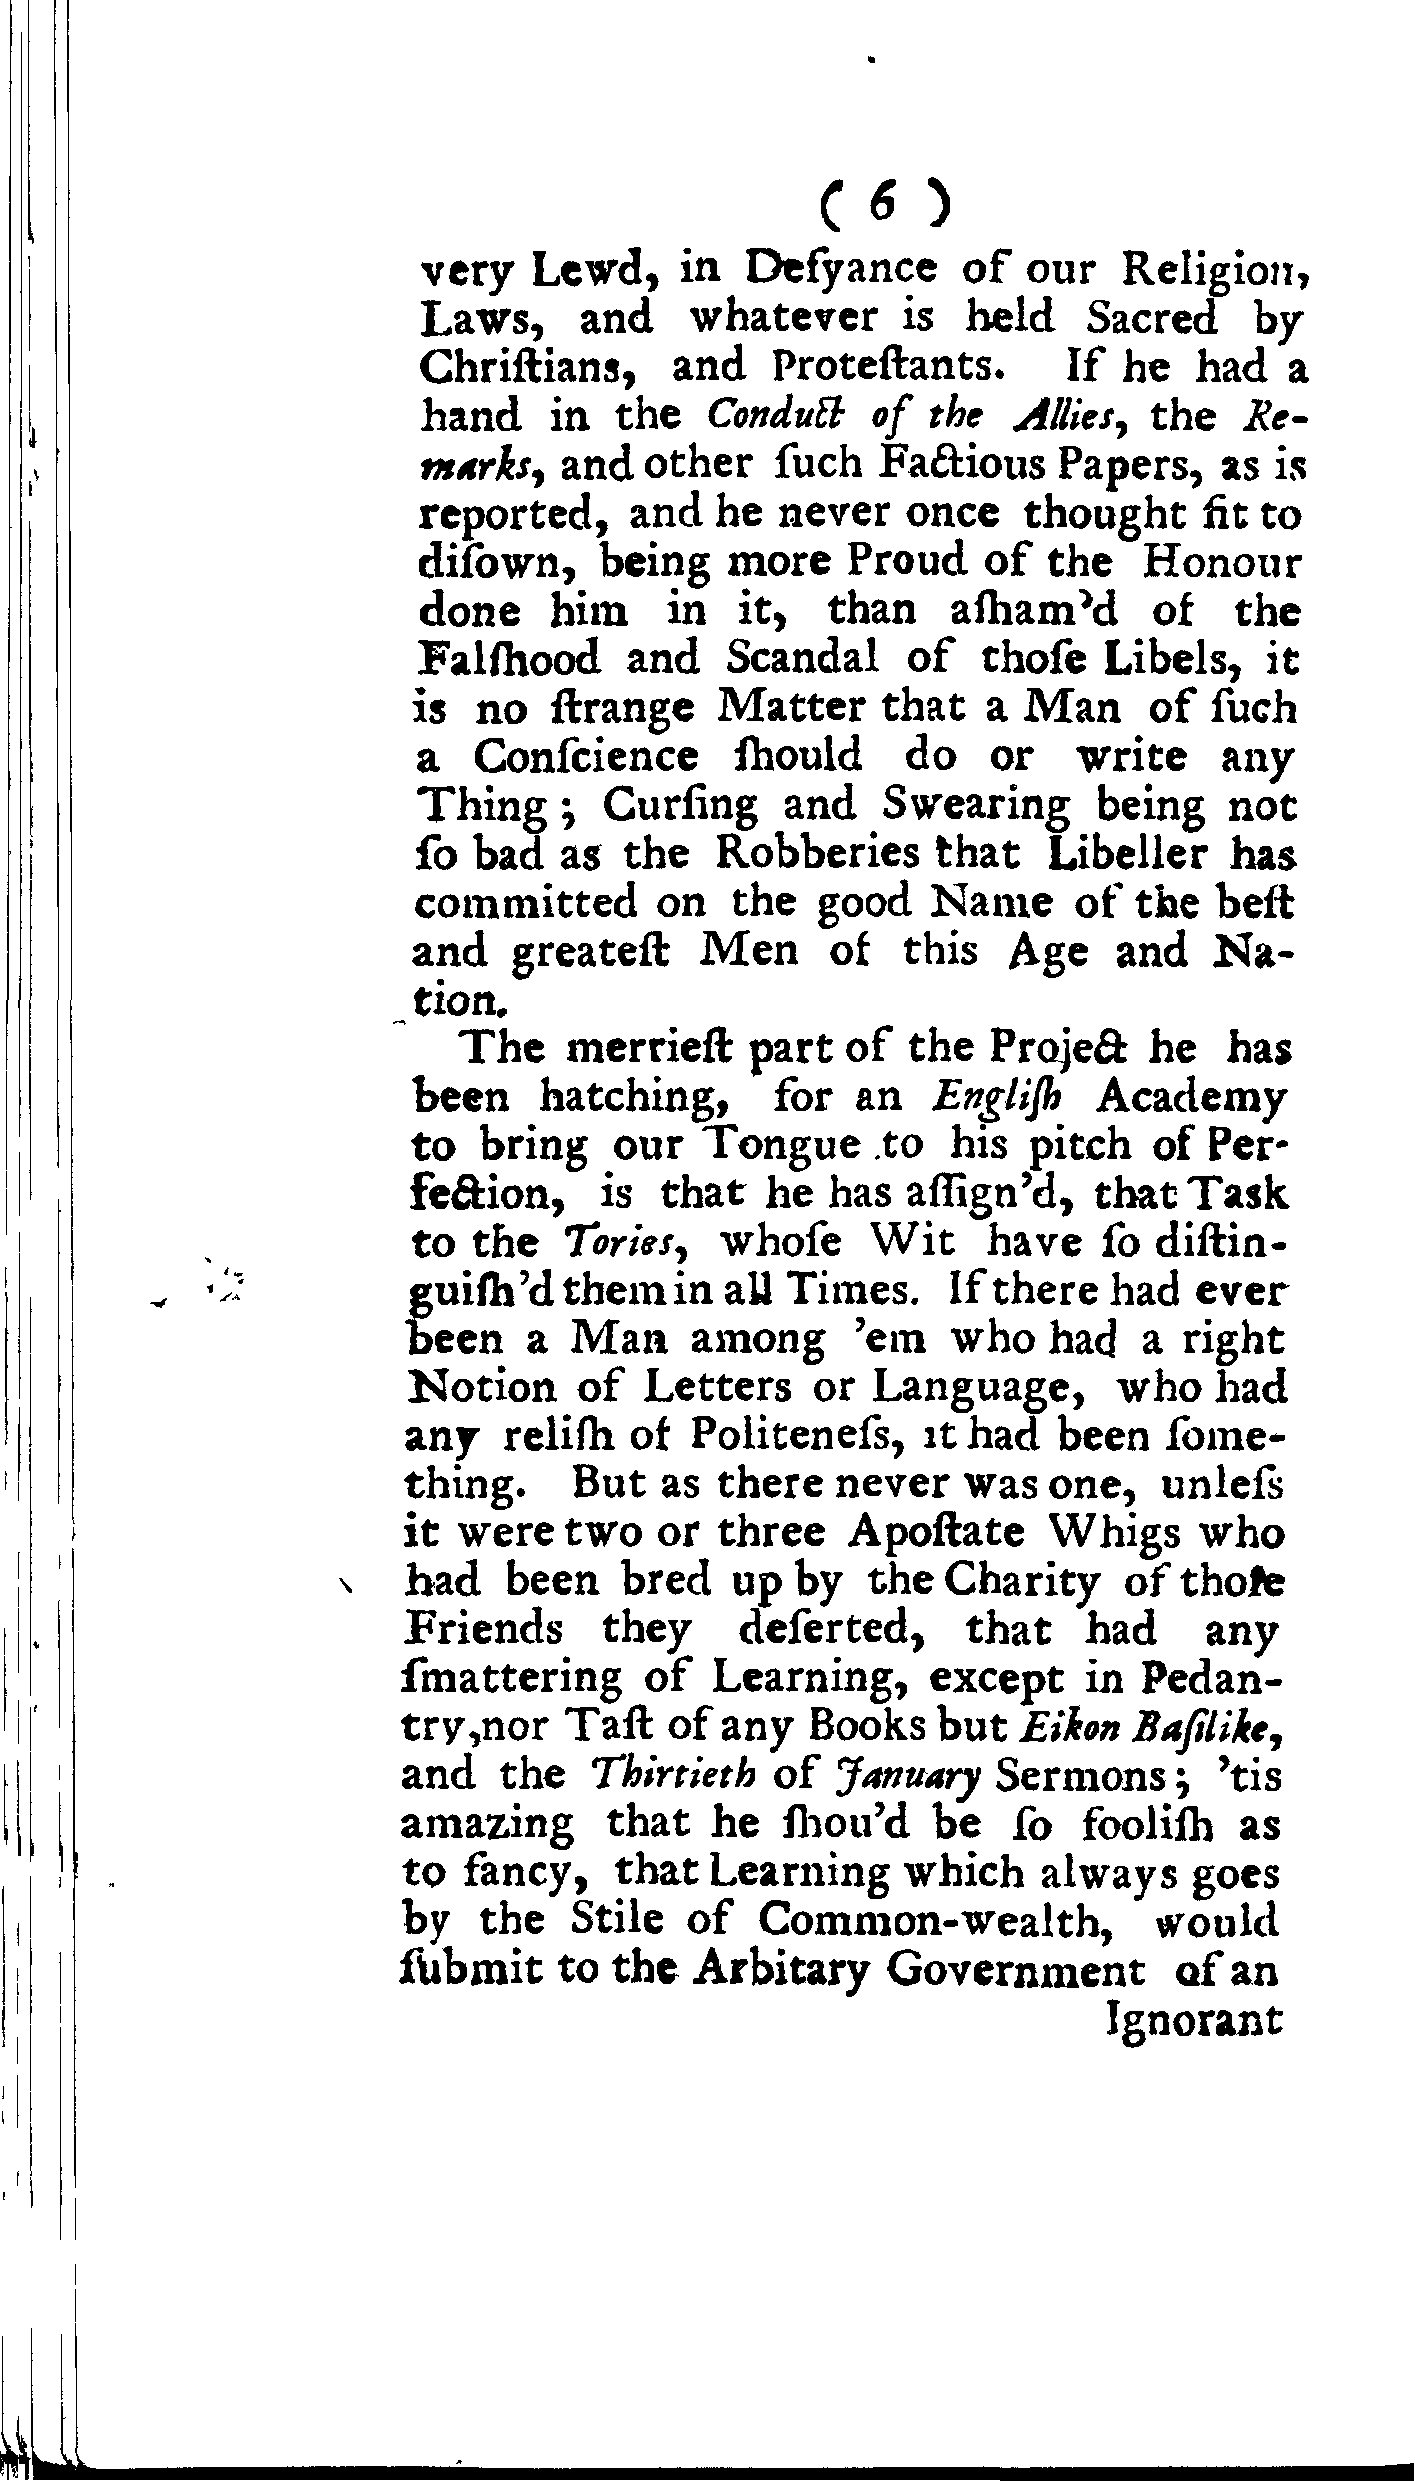 ( 6 )
very Lewd, in Defyance of our Religion,
Laws, and whatever is held Sacred by
Chriſtians, and Proteſtants. If he had a
hand in the Conduct of the Allies, the Re-
marks, and other ſuch Factious Papers, as is
reported, and he never once thought fit to
diſown, being more Proud of the Honour
done him in it, than aſham'd of the
Falſhood and Scandal of thoſe Libels, it
is no ſtrange Matter that a Man of ſuch
a Conſcience ſhould do or write any
Thing; Curſing and Swearing being not
ſo bad as the Robberies that Libeller has
committed on the good Name of the beſt
and greateſt Men of this Age and Na-
tion.
The merrieſt part of the Project he has
been hatching, for an Engliſh Academy
to bring our Tongue to his pitch of Per-
fection, is that he has aſſign'd, that Task
to the Tories, whoſe Wit have ſo diſtin-
guiſh'd them in all Times. If there had ever
been a Man among 'em who had a right
Notion of Letters or Language, who had
any reliſh of Politeneſs, it had been ſome-
thing. But as there never was one, unleſs
it were two or three Apoſtate Whigs who
had been bred up by the Charity of thoſe
Friends they deſerted, that had any
ſmattering of Learning, except in Pedan-
try,nor Taſt of any Books but Eikon Baſilike,
and the Thirtieth of January Sermons; 'tis
amazing that he ſhou'd be ſo fooliſh as
to fancy, that Learning which always goes
by the Stile of Common-wealth, would
ſubmit to the Arbitary Government of an
Ignorant